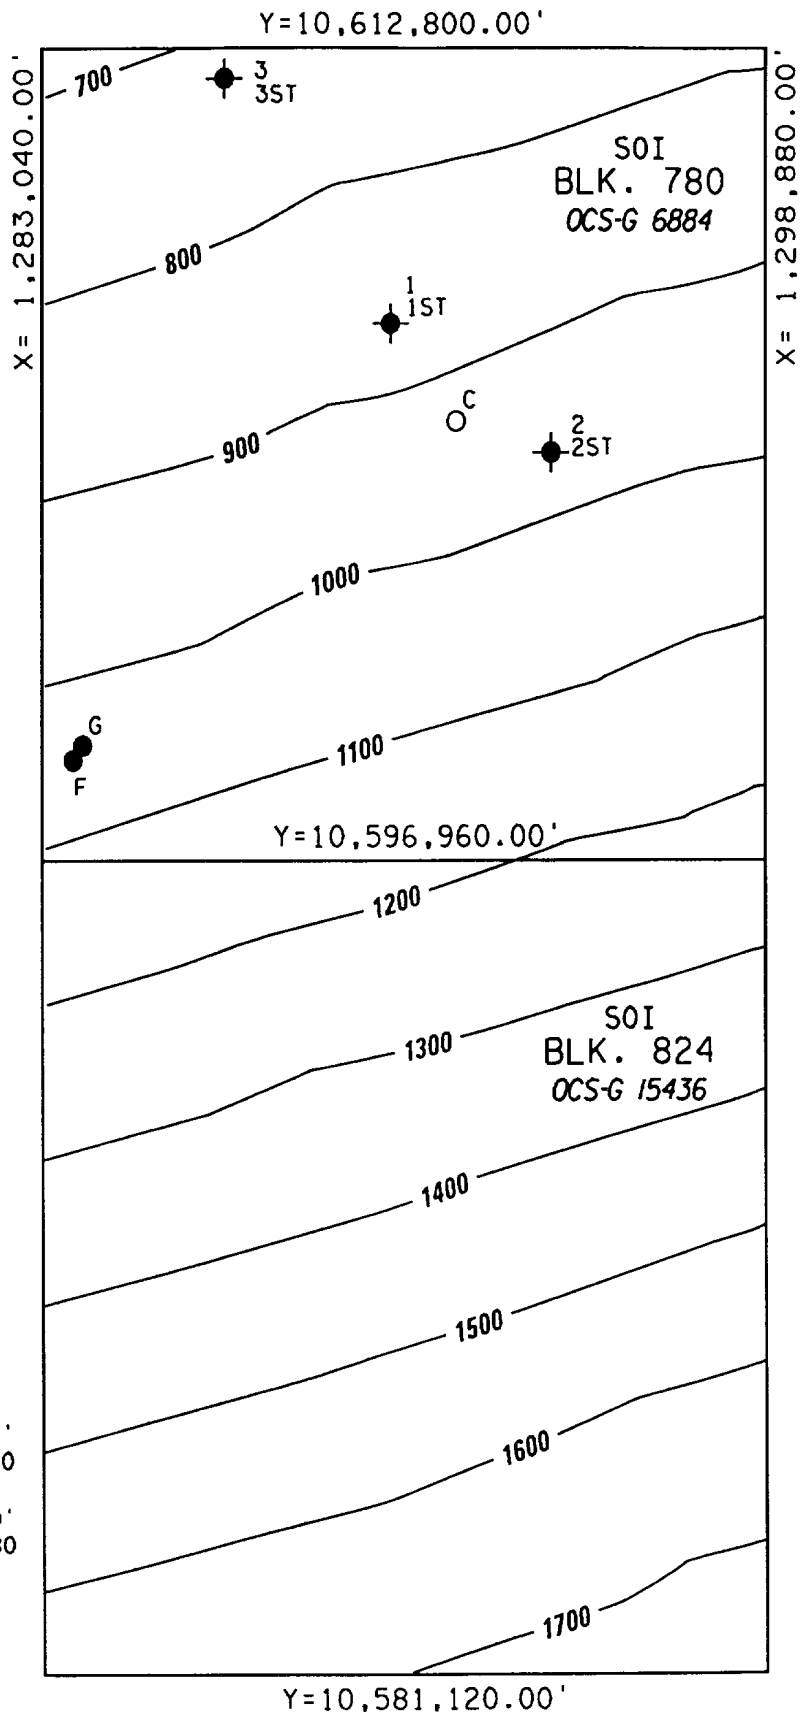 Y=10,612,800.00'
X= 1,283,040.00'
X= 1,298,880.00'
700
3
3ST
SOI
BLK. 780
OCS-G 6884
800
1
1ST
900
C
2
2ST
1000
G
F
1100
Y=10,596,960.00'
1200
SOI
BLK. 824
OCS-G 15436
1300
1400
1500
1600
1700
Y=10,581,120.00'